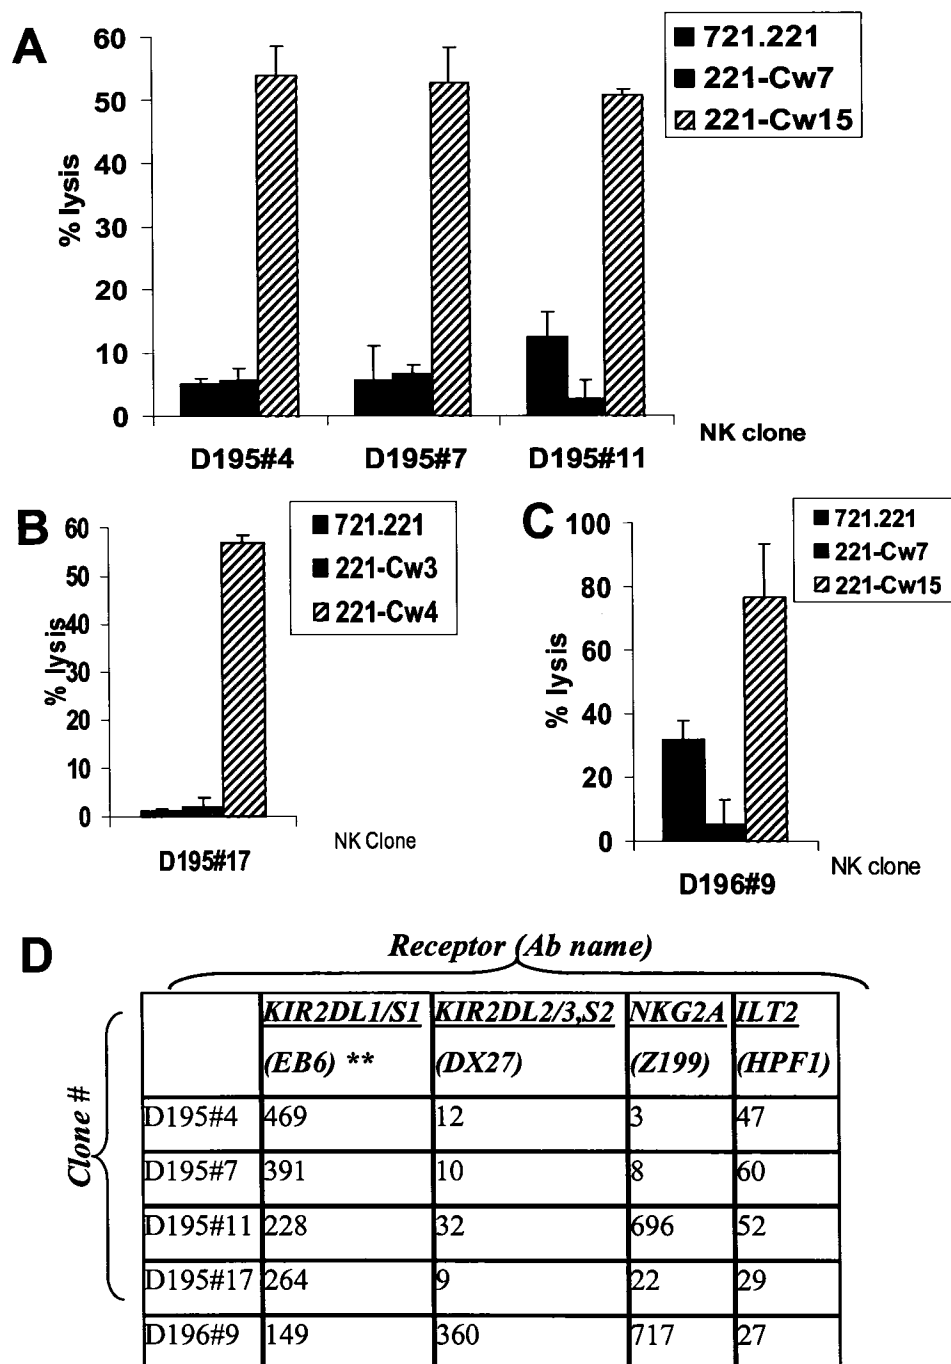 A
60
50
40
30
20
10
0
% lysis
721.221
221-Cw7
221-Cw15
D195#4 D195#7 D195#11
NK clone
B
60
50
40
30
20
10
0
% lysis
721.221
221-Cw3
221-Cw4
D195#17
NK Clone
C
100
80
60
40
20
0
% lysis
721.221
221-Cw7
221-Cw15
D196#9
NK clone
D
Receptor (Ab name)
Clone #
KIR2DL1/S1 KIR2DL2/3,S2 NKG2A ILT2
(EB6) ** (DX27) (Z199) (HPF1)
D195#4 469 12 3 47
D195#7 391 10 8 60
D195#11 228 32 696 52
D195#17 264 9 22 29
D196#9 149 360 717 27